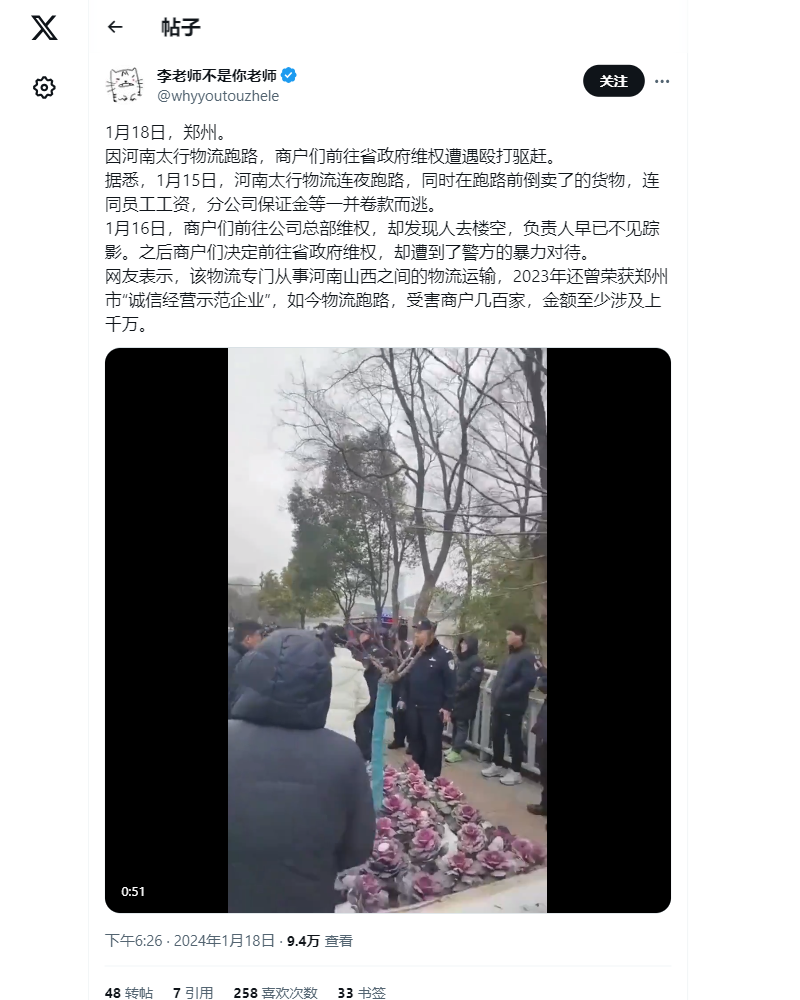 帖子
李老师不是你老师
@whyyoutouzhele
关注
1月18日，郑州。
因河南太行物流跑路，商户们前往省政府维权遭遇殴打驱赶。
据悉，1月15日，河南太行物流连夜跑路，同时在跑路前倒卖了的货物，连
同员工工资，分公司保证金等一并卷款而逃。
1月16日，商户们前往公司总部维权，却发现人去楼空，负责人早已不见踪
影。之后商户们决定前往省政府维权，却遭到了警方的暴力对待。
网友表示，该物流专门从事河南山西之间的物流运输，2023年还曾荣获郑州
市“诚信经营示范企业”，如今物流跑路，受害商户几百家，金额至少涉及上
千万。
0:51
下午6:26 · 2024年1月18日 · 9.4万 查看
48 转帖 7 引用 258 喜欢次数 33 书签